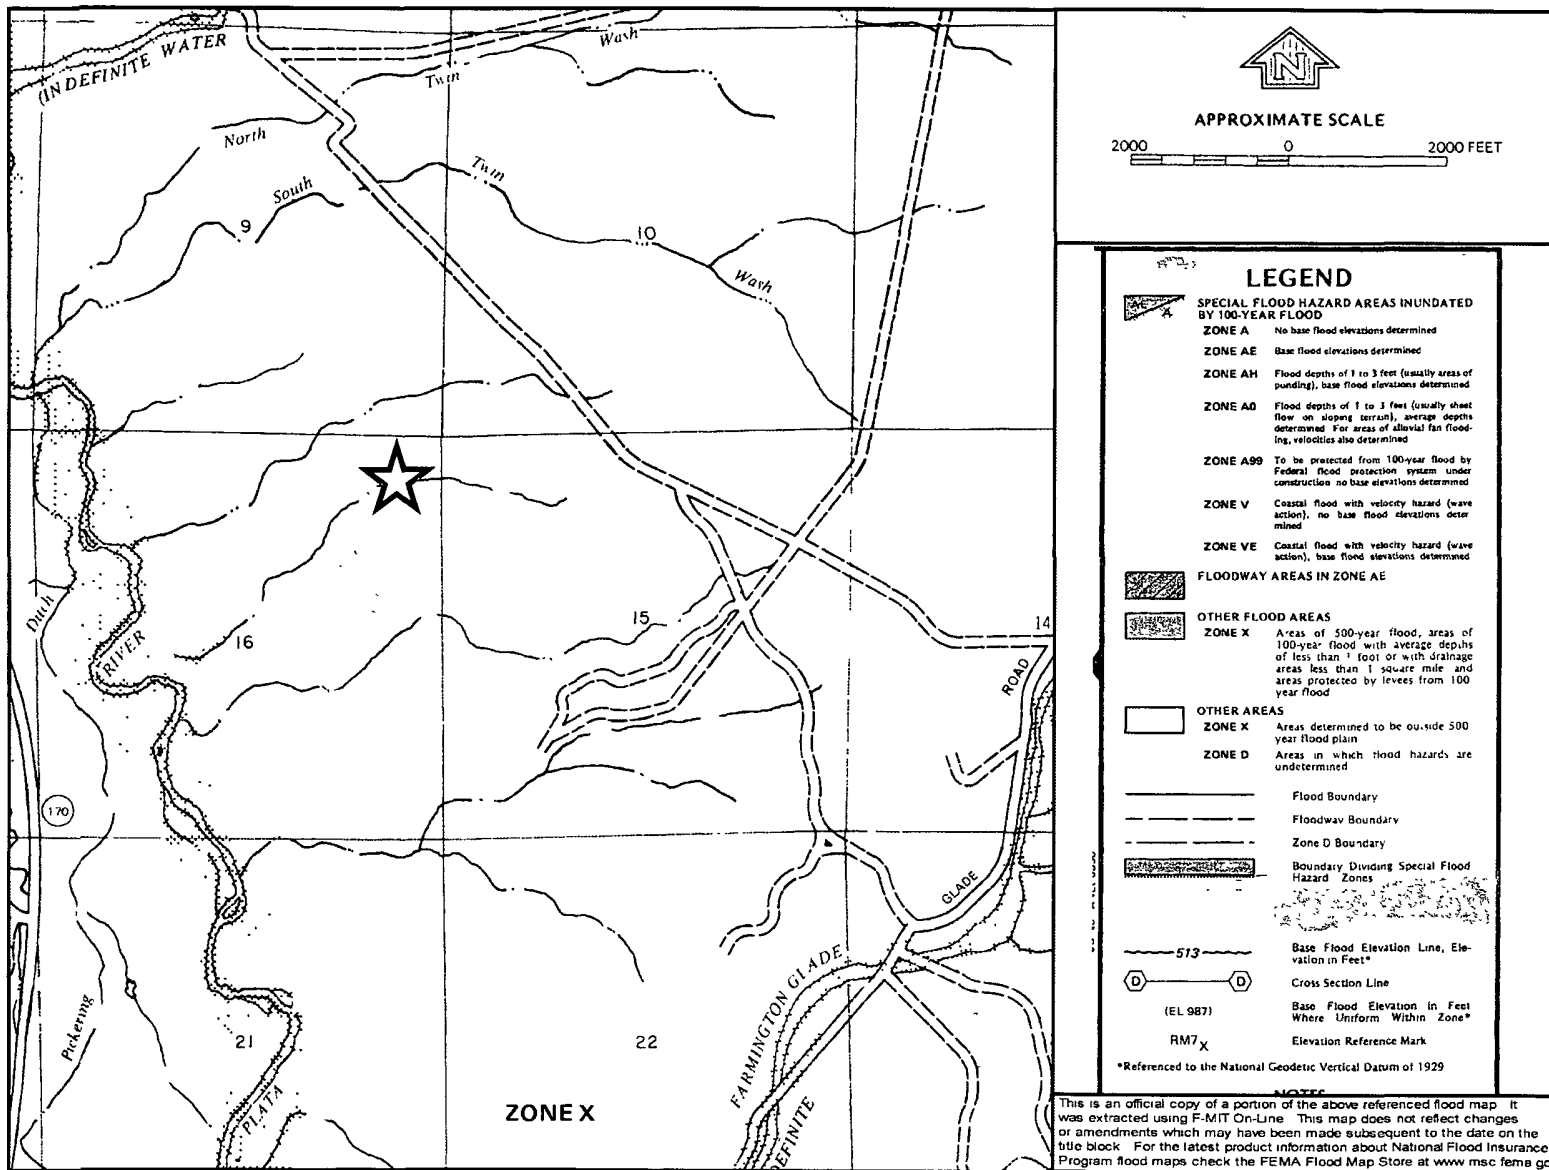 (INDEFINITE WATER
Wash
Twin
North
South
Twin
9
10
Wash
Duch
RIVER
16
15
14
ROAD
170
GLADE
FARMINGTON GLADE
Pickering
21
22
PLATA
ZONE X
N
APPROXIMATE SCALE
2000 0 2000 FEET
LEGEND
SPECIAL FLOOD HAZARD AREAS INUNDATED
BY 100-YEAR FLOOD
ZONE A No base flood elevations determined
ZONE AE Base flood elevations determined
ZONE AH Flood depths of 1 to 3 feet (usually areas of
ponding), base flood elevations determined
ZONE AO Flood depths of 1 to 3 feet (usually sheet
flow on sloping terrain), average depths
determined For areas of alluvial fan flood-
ing, velocities also determined
ZONE A99 To be protected from 100-year flood by
Federal flood protection system under
construction no base elevations determined
ZONE V Coastal flood with velocity hazard (wave
action), no base flood elevations deter
mined
ZONE VE Coastal flood with velocity hazard (wave
action), base flood elevations determined
FLOODWAY AREAS IN ZONE AE
OTHER FLOOD AREAS
ZONE X Areas of 500-year flood, areas of
100-year flood with average depths
of less than 1 foot or with drainage
areas less than 1 square mile and
areas protected by levees from 100
year flood
OTHER AREAS
ZONE X Areas determined to be outside 500
year flood plain
ZONE D Areas in which flood hazards are
undetermined
Flood Boundary
Floodway Boundary
Zone D Boundary
Boundary Dividing Special Flood
Hazard Zones
513 Base Flood Elevation Line, Ele-
vation in Feet*
D D Cross Section Line
(EL 987) Base Flood Elevation in Feet
Where Uniform Within Zone*
RM7X Elevation Reference Mark
*Referenced to the National Geodetic Vertical Datum of 1929
NOTES
This is an official copy of a portion of the above referenced flood map It
was extracted using F-MIT On-Line This map does not reflect changes
or amendments which may have been made subsequent to the date on the
title block For the latest product information about National Flood Insurance
Program flood maps check the FEMA Flood Map Store at www msc fema go